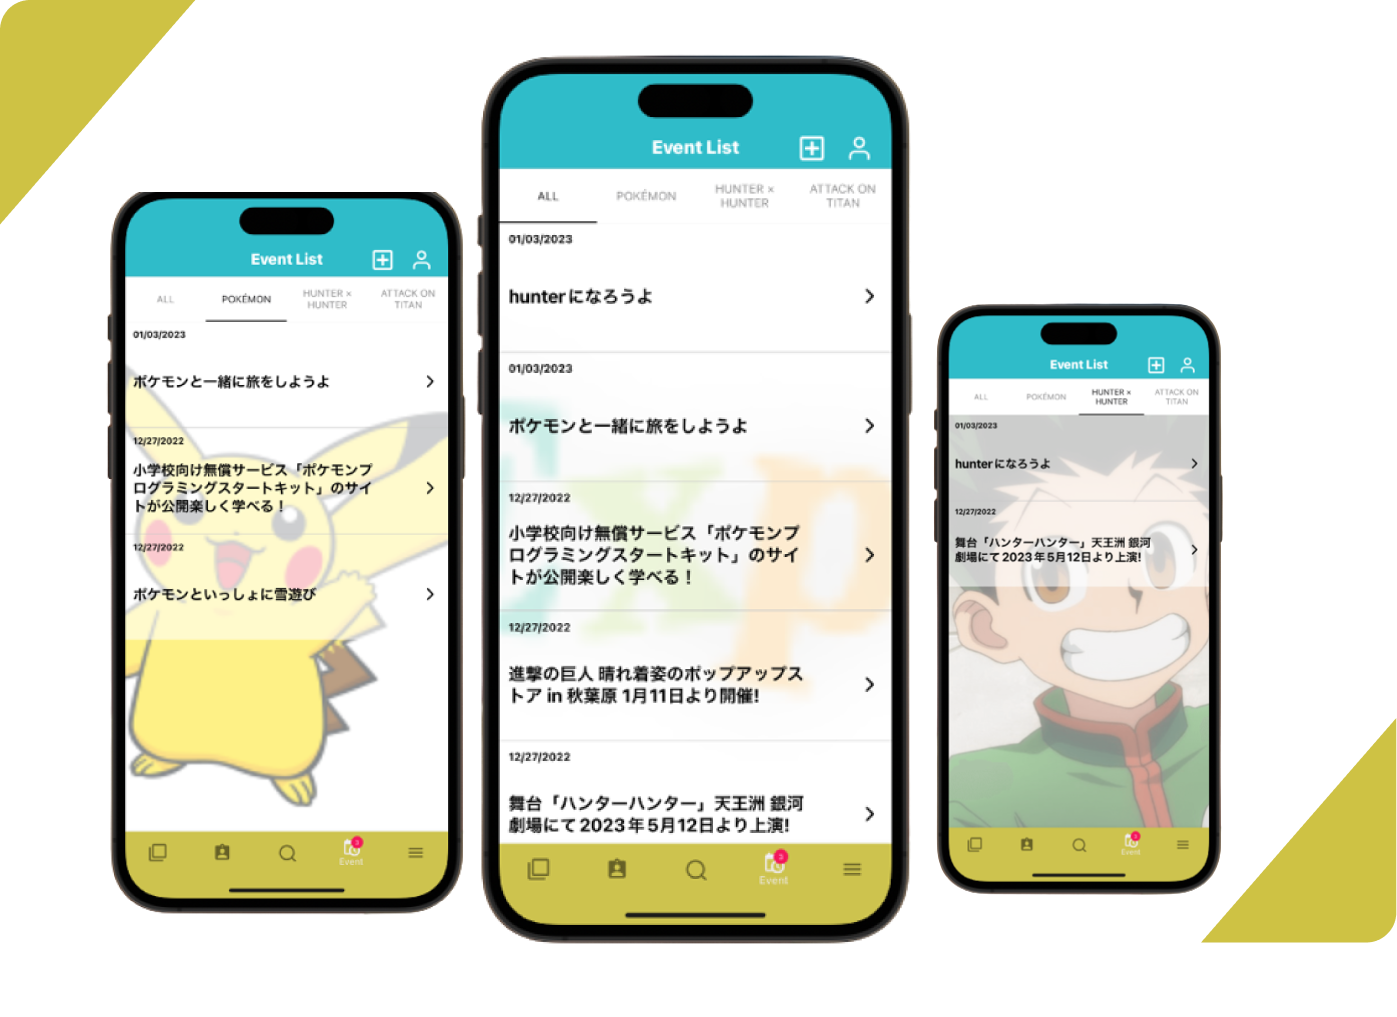 Event List
ALL
POKÉMON
HUNTER ×
HUNTER
ATTACK ON
TITAN
01/03/2023
ポケモンと一緒に旅をしようよ
12/27/2022
小学校向け無償サービス「ポケモンプ
ログラミングスタートキット」のサイ
トが公開楽しく学べる！
12/27/2022
ポケモンといっしょに雪遊び
3
Event
Event List
ALL
POKÉMON
HUNTER ×
HUNTER
ATTACK ON
TITAN
01/03/2023
hunterになろうよ
01/03/2023
ポケモンと一緒に旅をしようよ
Exp
12/27/2022
小学校向け無償サービス「ポケモンプ
ログラミングスタートキット」のサイ
トが公開楽しく学べる！
12/27/2022
進撃の巨人 晴れ着姿のポップアップス
トア in 秋葉原 1月11日より開催!
12/27/2022
舞台「ハンターハンター」天王洲 銀河
劇場にて2023年5月12日より上演!
3
Event
Event List
ALL
POKÉMON
HUNTER ×
HUNTER
ATTACK ON
TITAN
01/03/2023
hunterになろうよ
12/27/2022
舞台「ハンターハンター」天王洲 銀河
劇場にて2023年5月12日より上演!
3
Event